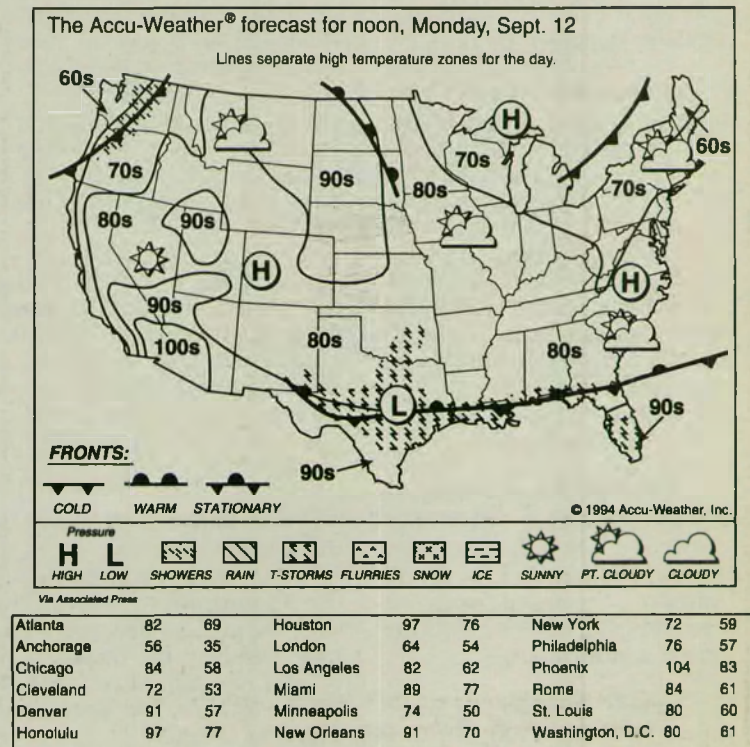 The Accu-Weather® forecast for noon, Monday, Sept. 12
Lines separate high temperature zones for the day.
60s
H
70s
60s
70s
90s
80s
70s
80s
90s
H
H
90s
100s
80s
80s
L
90s
90s
FRONTS:
COLD WARM STATIONARY
© 1994 Accu-Weather, Inc.
Pressure
H L
HIGH LOW SHOWERS RAIN T-STORMS FLURRIES SNOW ICE SUNNY PT. CLOUDY CLOUDY
Via Associated Press
Atlanta 82 69 Houston 97 76 New York 72 59
Anchorage 56 35 London 64 54 Philadelphia 76 57
Chicago 84 58 Los Angeles 82 62 Phoenix 104 83
Cleveland 72 53 Miami 89 77 Rome 84 61
Denver 91 57 Minneapolis 74 50 St. Louis 80 60
Honolulu 97 77 New Orleans 91 70 Washington, D.C. 80 61